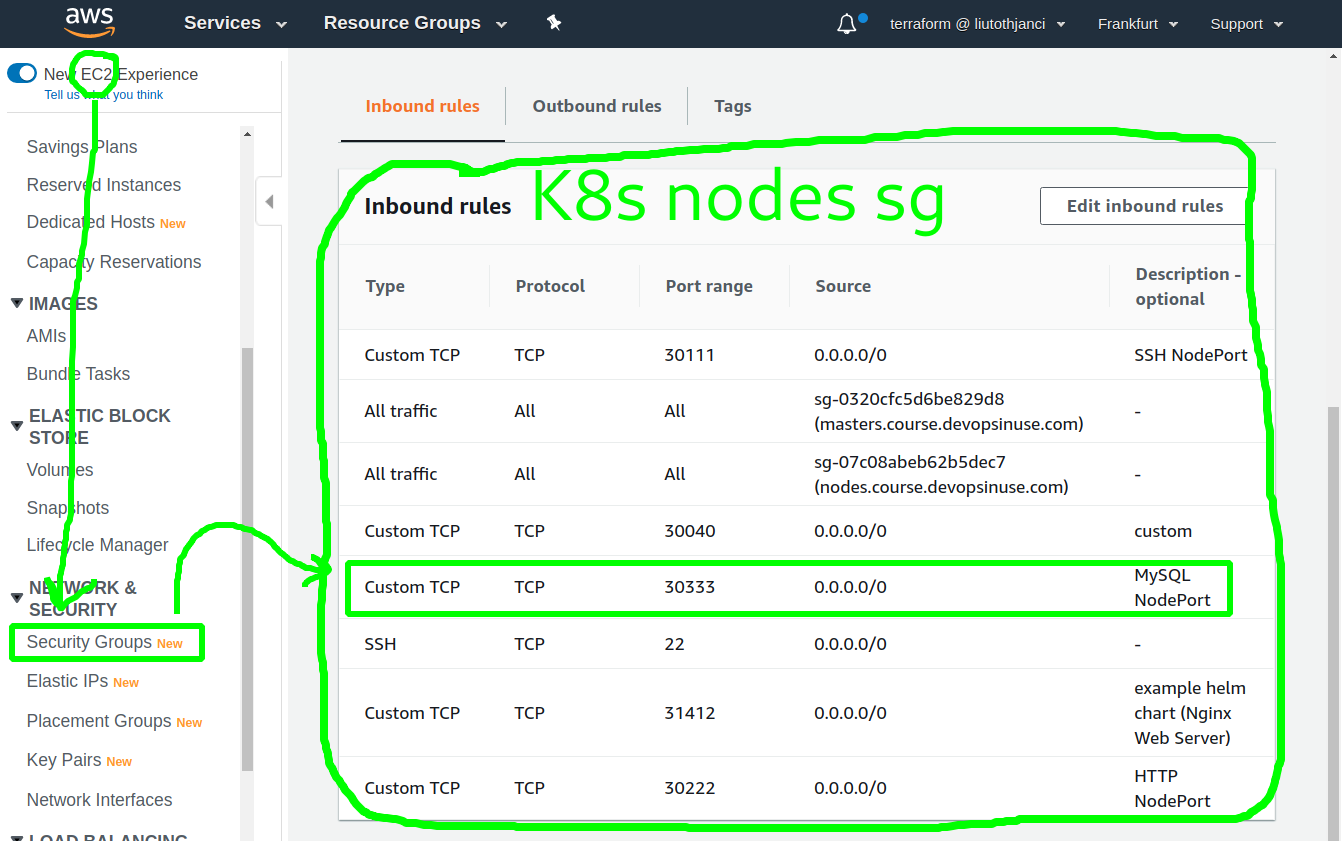 aws
Services
Resource Groups
terraform @ liutothjanci
Frankfurt
Support
New EC2 Experience
Tell us what you think
Savings Plans
Reserved Instances
Dedicated Hosts New
Capacity Reservations
IMAGES
AMIs
Bundle Tasks
ELASTIC BLOCK
STORE
Volumes
Snapshots
Lifecycle Manager
NETWORK &
SECURITY
Security Groups New
Elastic IPs New
Placement Groups New
Key Pairs New
Network Interfaces
LOAD BALANCING
Inbound rules
Outbound rules
Tags
Inbound rules
K8s nodes sg
Edit inbound rules
Type Protocol Port range Source Description -
optional
Custom TCP TCP 30111 0.0.0.0/0 SSH NodePort
All traffic All All sg-0320cfc5d6be829d8
(masters.course.devopsinuse.com) -
All traffic All All sg-07c08abeb62b5dec7
(nodes.course.devopsinuse.com) -
Custom TCP TCP 30040 0.0.0.0/0 custom
Custom TCP TCP 30333 0.0.0.0/0 MySQL
NodePort
SSH TCP 22 0.0.0.0/0 -
Custom TCP TCP 31412 0.0.0.0/0 example helm
chart (Nginx
Web Server)
Custom TCP TCP 30222 0.0.0.0/0 HTTP
NodePort